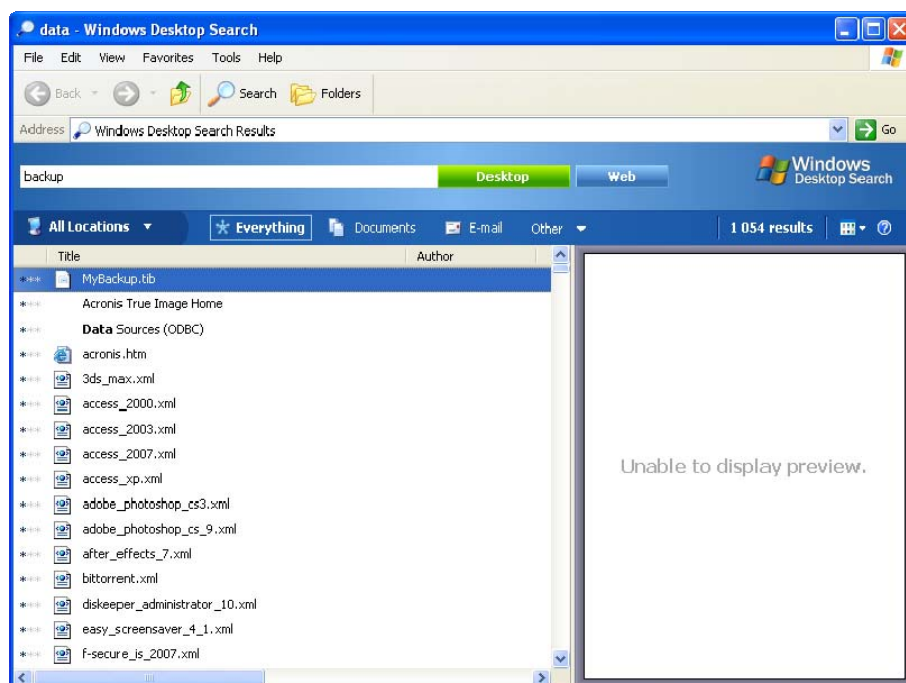 data - Windows Desktop Search
File Edit View Favorites Tools Help
Back Search Folders
Address Windows Desktop Search Results Go
backup Desktop Web Windows Desktop Search
All Locations Everything Documents E-mail Other 1 054 results
Title Author
MyBackup.tib
Acronis True Image Home
Data Sources (ODBC)
acronis.htm
3ds_max.xml
access_2000.xml
access_2003.xml
access_2007.xml
access_xp.xml
adobe_photoshop_cs3.xml
adobe_photoshop_cs_9.xml
after_effects_7.xml
bittorrent.xml
diskeeper_administrator_10.xml
easy_screensaver_4_1.xml
f-secure_is_2007.xml
Unable to display preview.